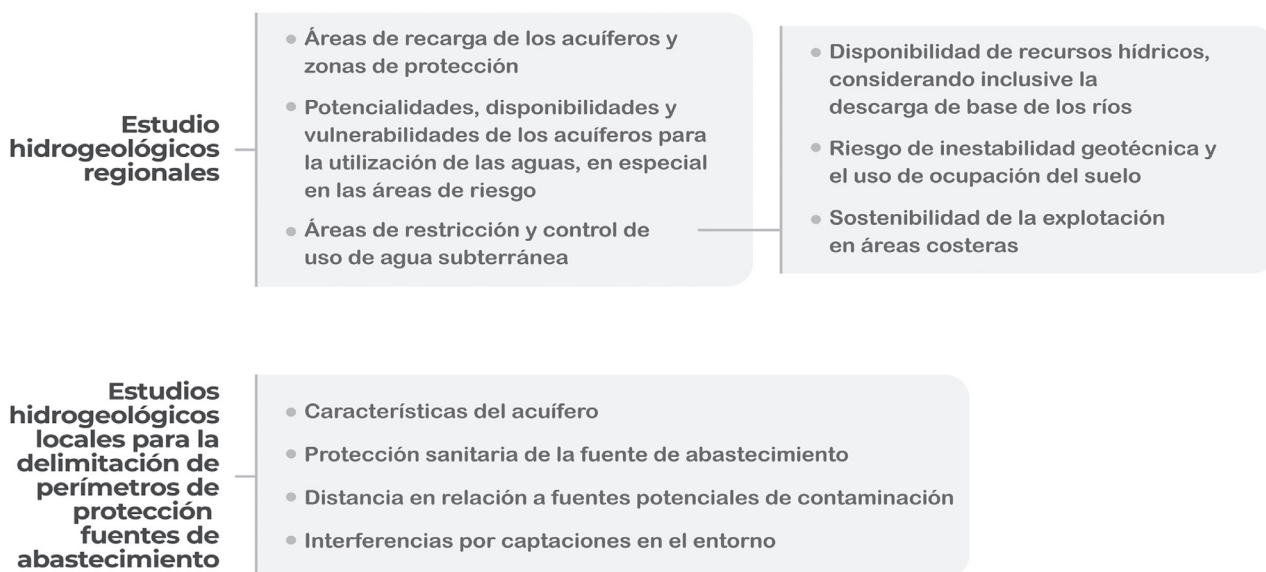 Estudio
hidrogeológicos
regionales
Áreas de recarga de los acuíferos y
zonas de protección
Potencialidades, disponibilidades y
vulnerabilidades de los acuíferos para
la utilización de las aguas, en especial
en las áreas de riesgo
Áreas de restricción y control de
uso de agua subterránea
Disponibilidad de recursos hídricos,
considerando inclusive la
descarga de base de los ríos
Riesgo de inestabilidad geotécnica y
el uso de ocupación del suelo
Sostenibilidad de la explotación
en áreas costeras
Estudios
hidrogeológicos
locales para la
delimitación de
perímetros de
protección
fuentes de
abastecimiento
Características del acuífero
Protección sanitaria de la fuente de abastecimiento
Distancia en relación a fuentes potenciales de contaminación
Interferencias por captaciones en el entorno